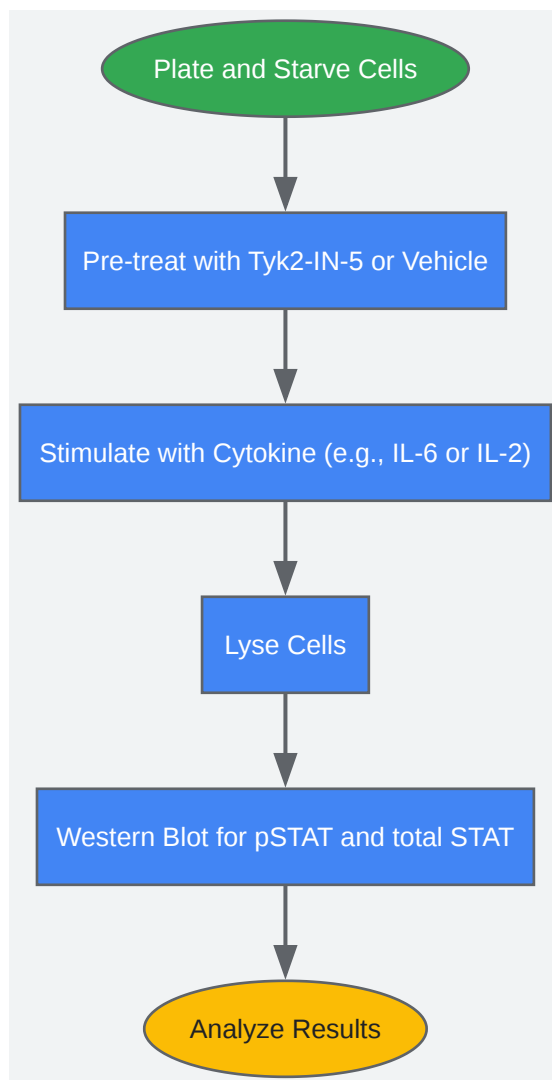 Plate and Starve Cells
Pre-treat with Tyk2-IN-5 or Vehicle
Stimulate with Cytokine (e.g., IL-6 or IL-2)
Lyse Cells
Western Blot for pSTAT and total STAT
Analyze Results